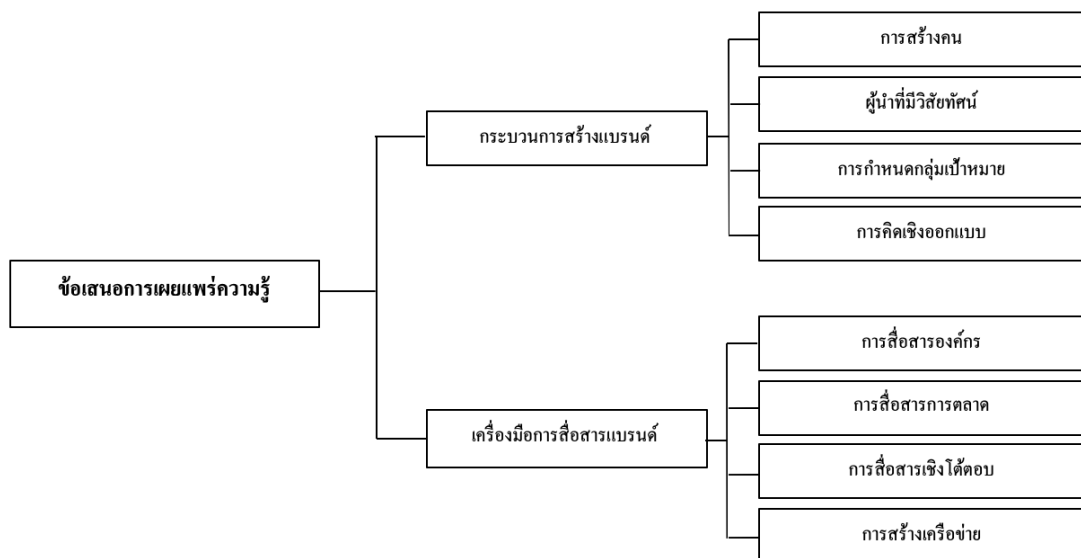 ข้อเสนอการเผยแพร่ความรู้
กระบวนการสร้างแบรนด์
การสร้างคน
ผู้นำที่มีวิสัยทัศน์
การกำหนดกลุ่มเป้าหมาย
การคิดเชิงออกแบบ
เครื่องมือการสื่อสารแบรนด์
การสื่อสารองค์กร
การสื่อสารการตลาด
การสื่อสารเชิงโต้ตอบ
การสร้างเครือข่าย